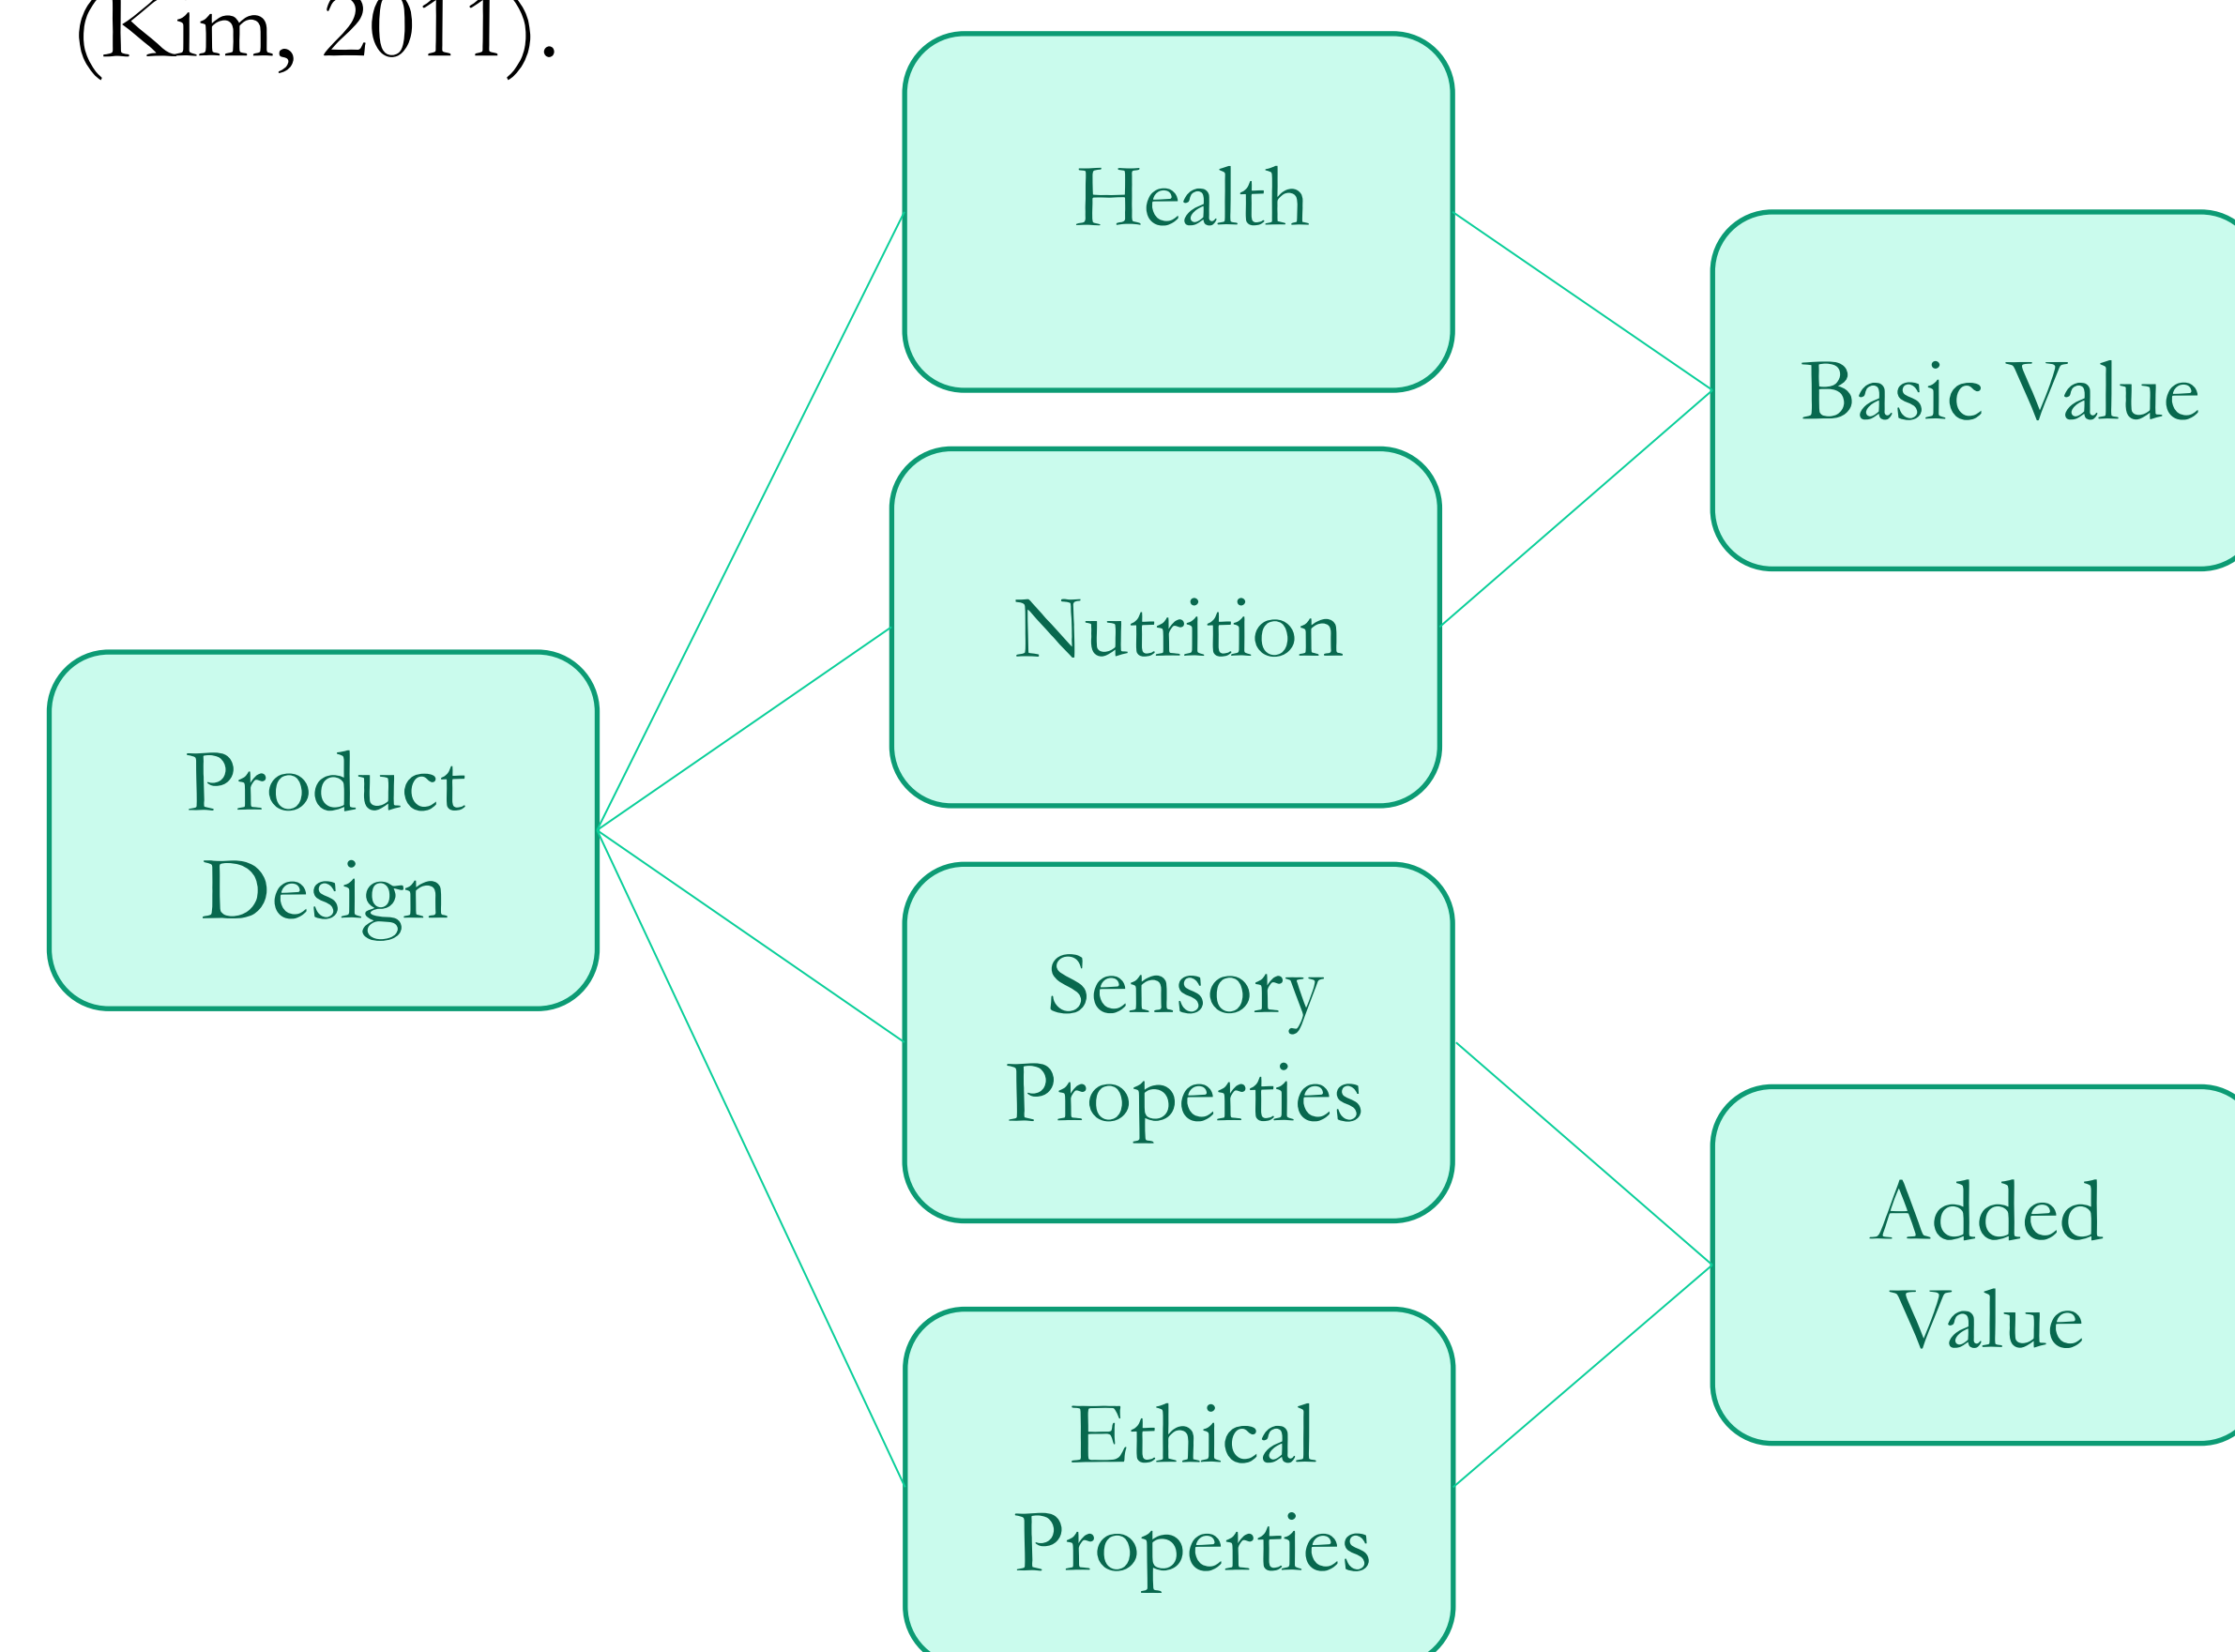 (Kim, 2011).
Health
Basic Value
Nutrition
Product
Design
Sensory
Properties
Added
Value
Ethical
Properties